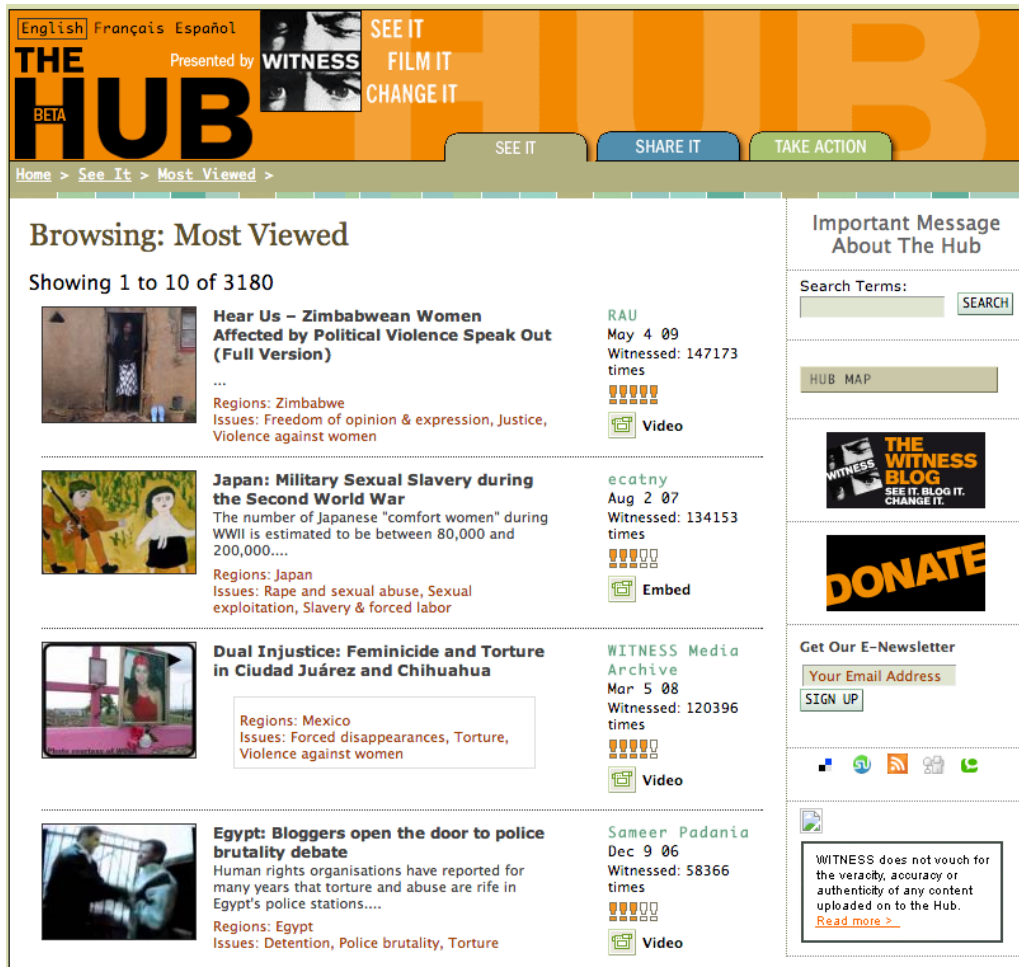 English Français Español
THE
HUB
BETA
Presented by
WITNESS
SEE IT
FILM IT
CHANGE IT
HUB
SEE IT
SHARE IT
TAKE ACTION
Home > See It > Most Viewed >
Browsing: Most Viewed
Showing 1 to 10 of 3180
Hear Us – Zimbabwean Women
Affected by Political Violence Speak Out
(Full Version)
...
Regions: Zimbabwe
Issues: Freedom of opinion & expression, Justice,
Violence against women
RAU
May 4 09
Witnessed: 147173
times
Video
Japan: Military Sexual Slavery during
the Second World War
The number of Japanese "comfort women" during
WWII is estimated to be between 80,000 and
200,000....
Regions: Japan
Issues: Rape and sexual abuse, Sexual
exploitation, Slavery & forced labor
ecatny
Aug 2 07
Witnessed: 134153
times
Embed
Dual Injustice: Feminicide and Torture
in Ciudad Juárez and Chihuahua
Regions: Mexico
Issues: Forced disappearances, Torture,
Violence against women
Photo courtesy of
WITNESS Media
Archive
Mar 5 08
Witnessed: 120396
times
Video
Egypt: Bloggers open the door to police
brutality debate
Human rights organisations have reported for
many years that torture and abuse are rife in
Egypt's police stations....
Regions: Egypt
Issues: Detention, Police brutality, Torture
Sameer Padania
Dec 9 06
Witnessed: 58366
times
Video
Important Message
About The Hub
Search Terms:
SEARCH
HUB MAP
WITNESS
THE
WITNESS
BLOG
SEE IT. BLOG IT.
CHANGE IT.
DONATE
Get Our E-Newsletter
Your Email Address
SIGN UP
WITNESS does not vouch for
the veracity, accuracy or
authenticity of any content
uploaded on to the Hub.
Read more >